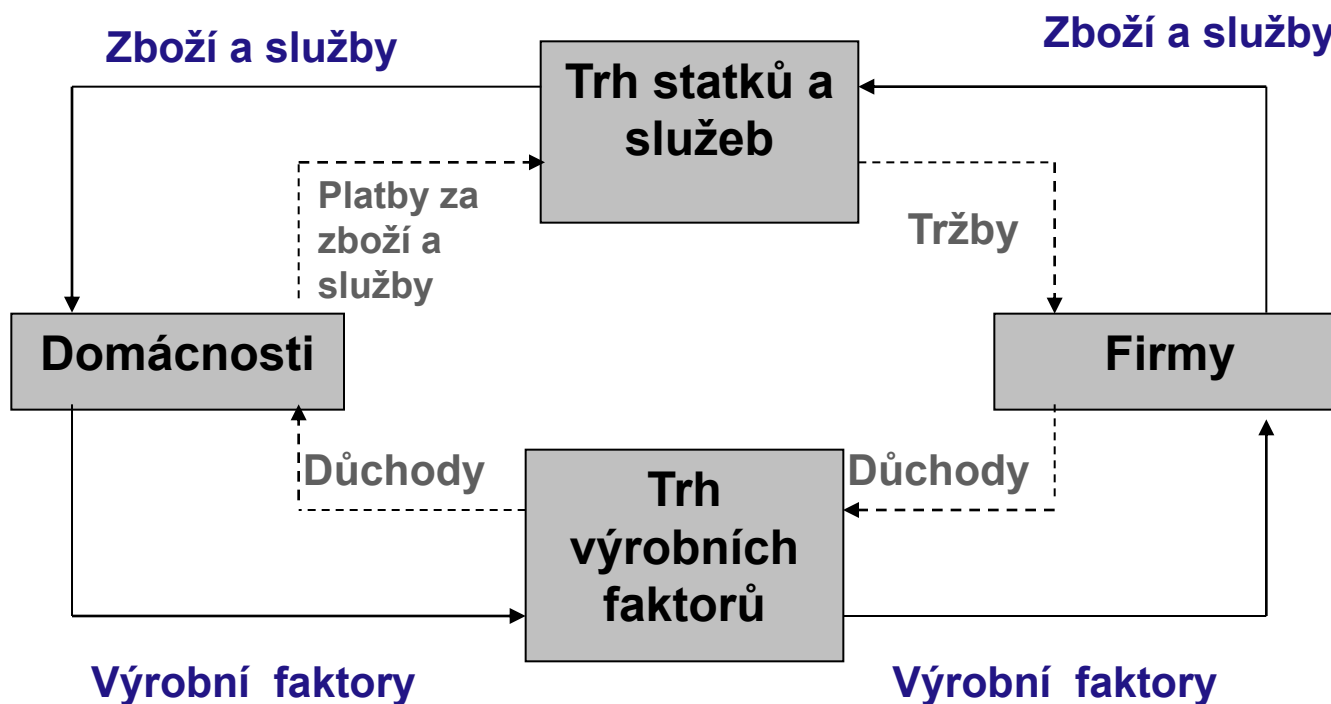 Zboží a služby
Zboží a služby
Trh statků a
služeb
Platby za
zboží a
služby
Tržby
Domácnosti
Firmy
Důchody
Důchody
Trh
výrobních
faktorů
Výrobní faktory
Výrobní faktory